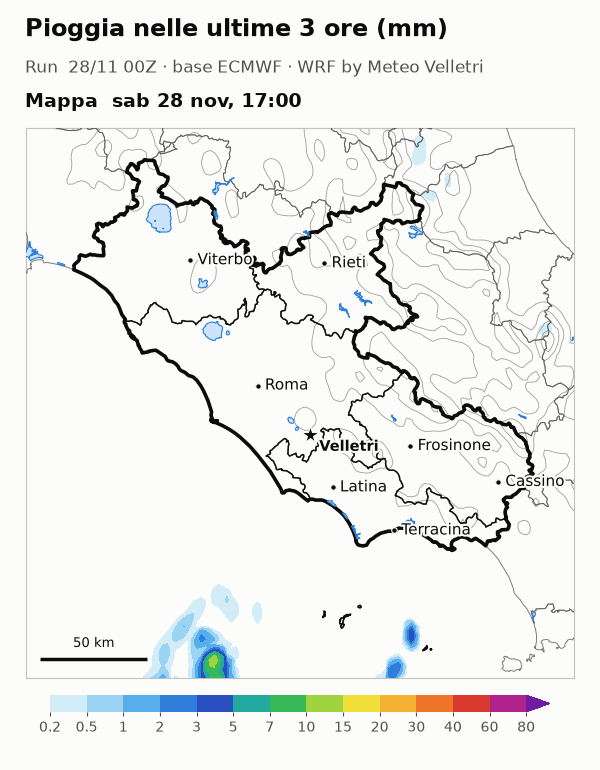 Pioggia nelle ultime 3 ore (mm)
Run  28/11 00Z · base ECMWF · WRF by Meteo Velletri
Mappa  sab 28 nov, 17:00
Viterbo
Rieti
Roma
Velletri
Frosinone
Cassino
Latina
Terracina
50 km
0.2 0.5 1 2 3 5 7 10 15 20 30 40 60 80